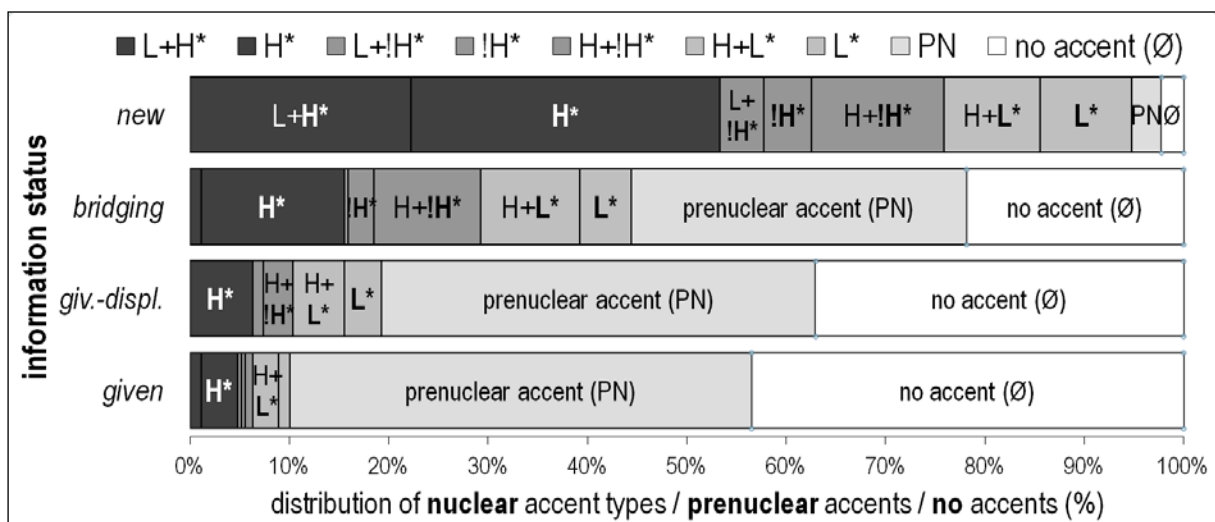 L+H* H* L+!H* !H* H+!H* H+L* L* PN no accent (Ø)
information status
new
L+H* H* L+ !H* !H* H+!H* H+L* L* PN Ø
bridging
H* !H* H+!H* H+L* L* prenuclear accent (PN) no accent (Ø)
giv.-displ.
H* H+ !H* H+ L* L* prenuclear accent (PN) no accent (Ø)
given
H* H+ L* prenuclear accent (PN) no accent (Ø)
0% 10% 20% 30% 40% 50% 60% 70% 80% 90% 100%
distribution of nuclear accent types / prenuclear accents / no accents (%)